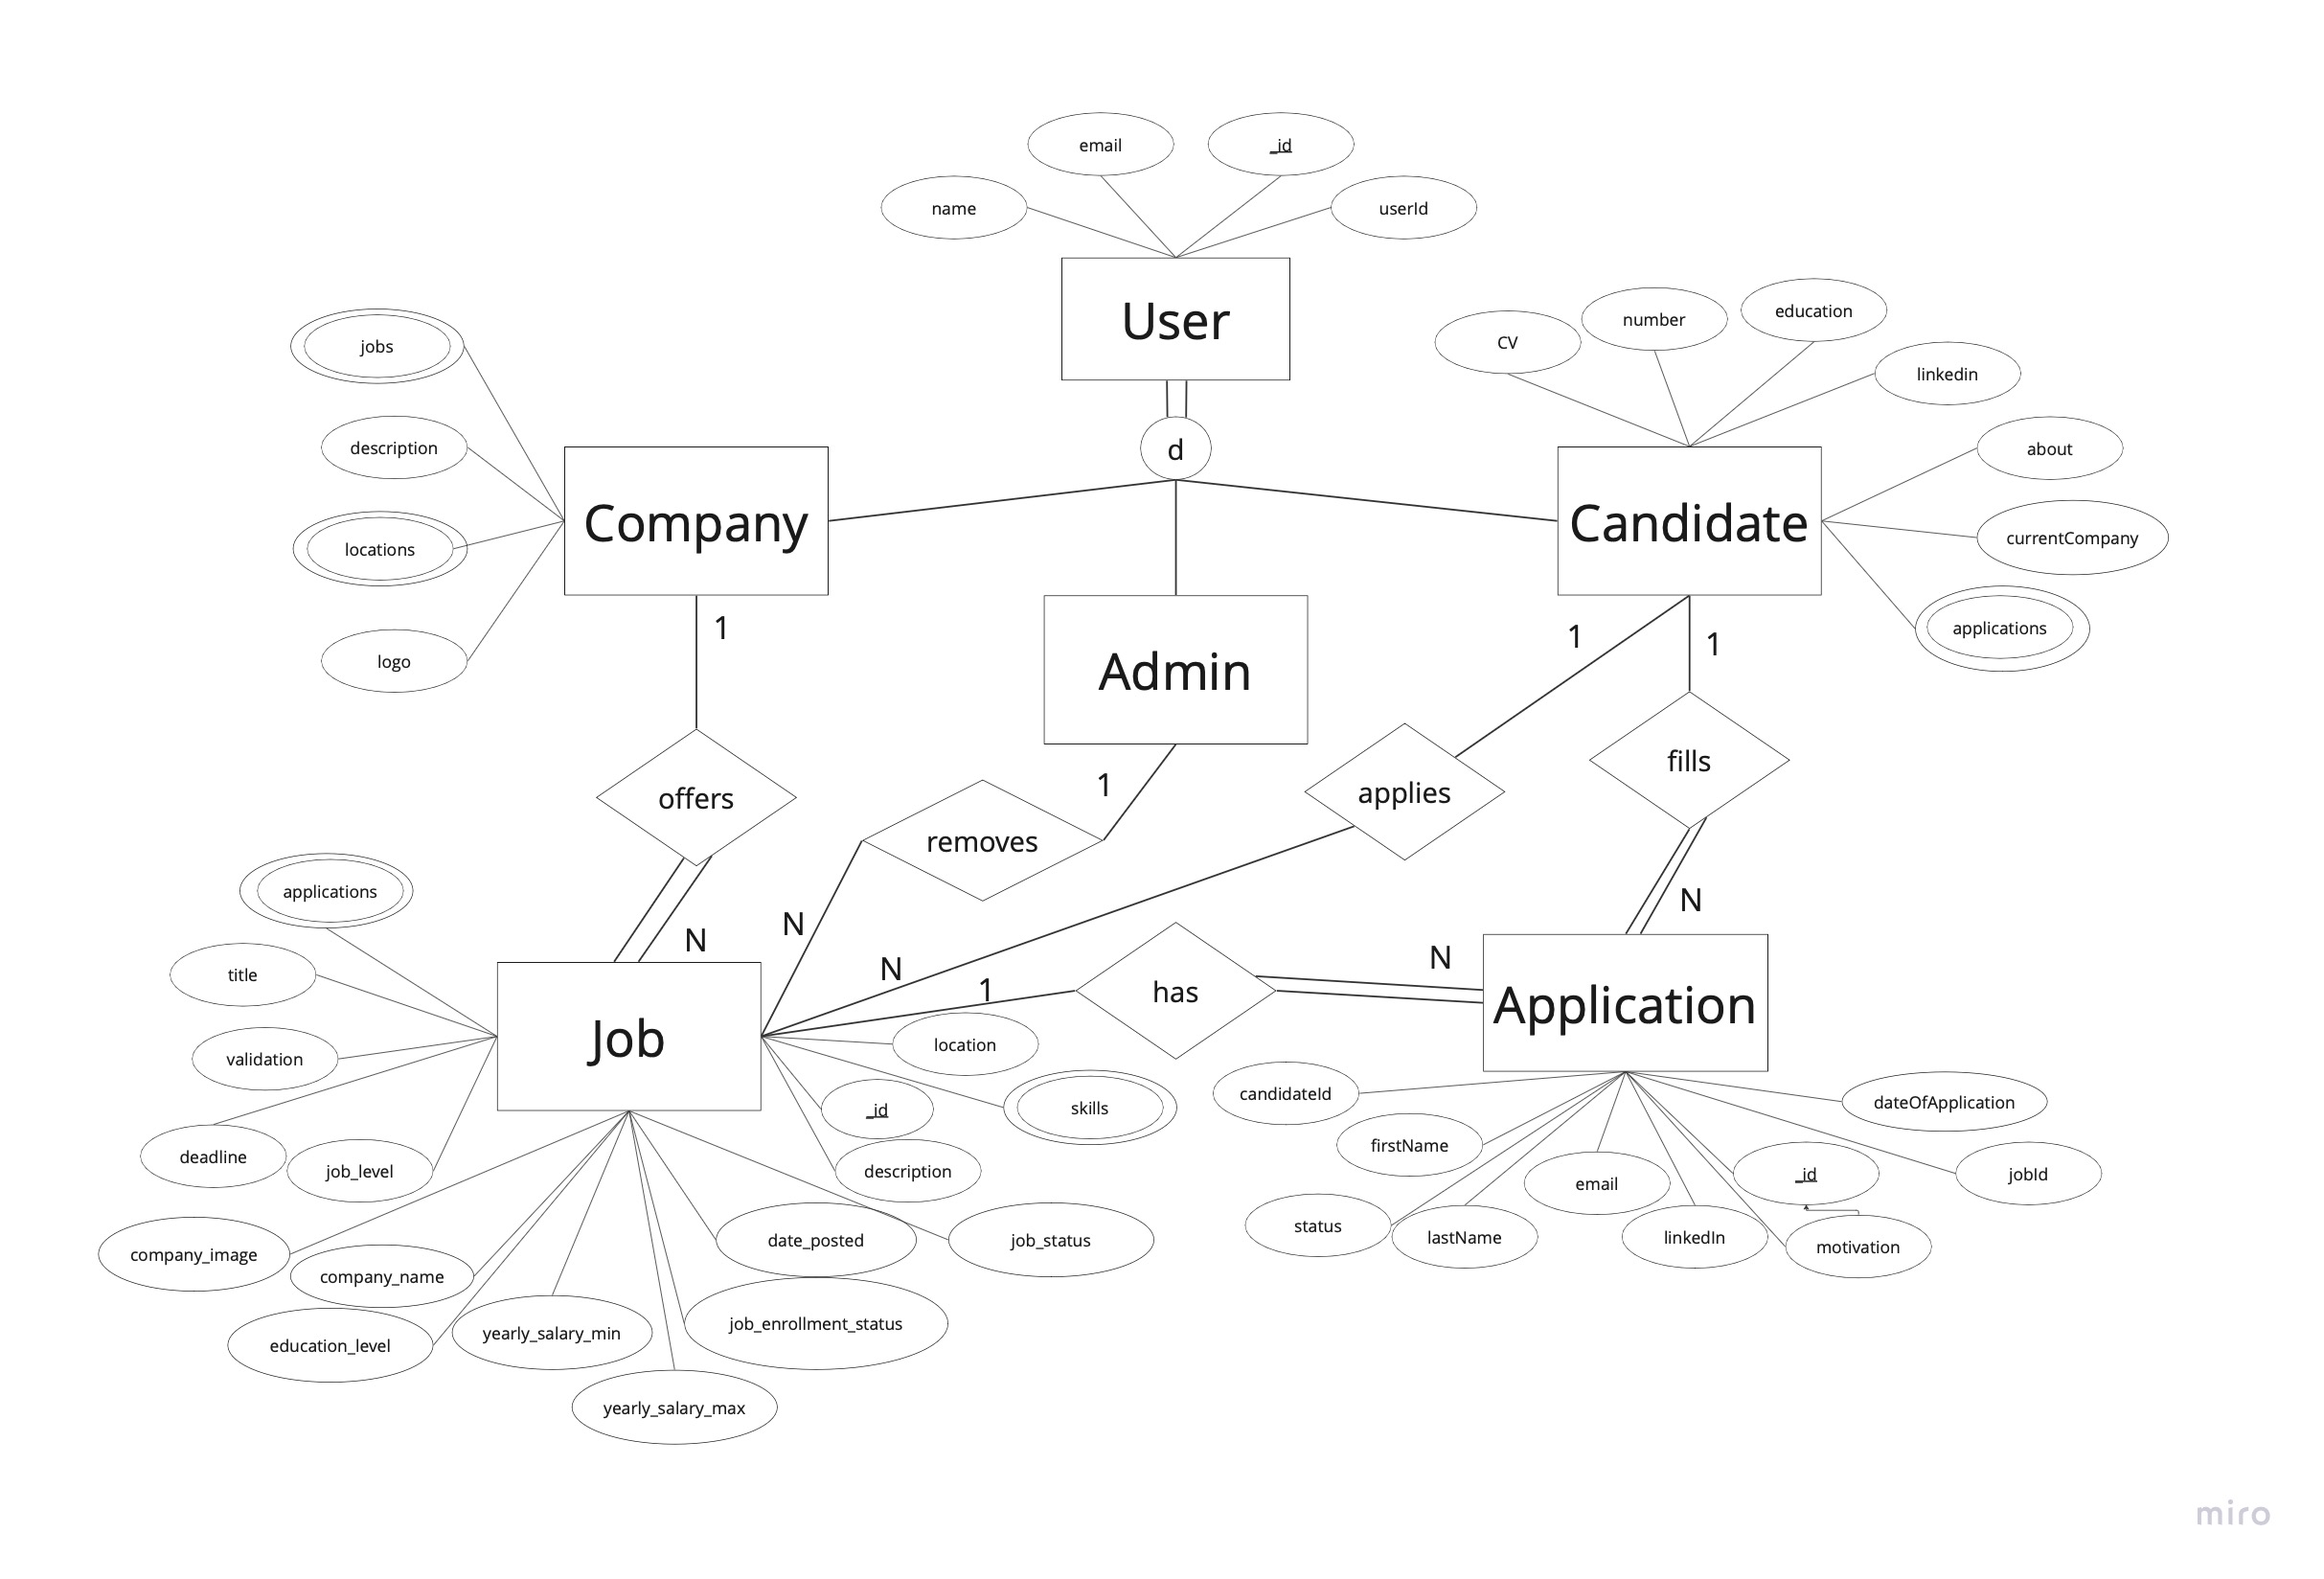 email
_id
name
userId
User
CV
number
education
linkedin
jobs
description
locations
logo
Company
d
Candidate
about
currentCompany
applications
1
Admin
1
1
offers
1
removes
applies
fills
applications
title
validation
deadline
job_level
N
N
N
1
has
N
N
Job
Application
location
_id
skills
description
candidateId
firstName
status
lastName
email
linkedIn
_id
motivation
jobId
dateOfApplication
company_image
company_name
education_level
yearly_salary_min
yearly_salary_max
date_posted
job_enrollment_status
job_status
miro